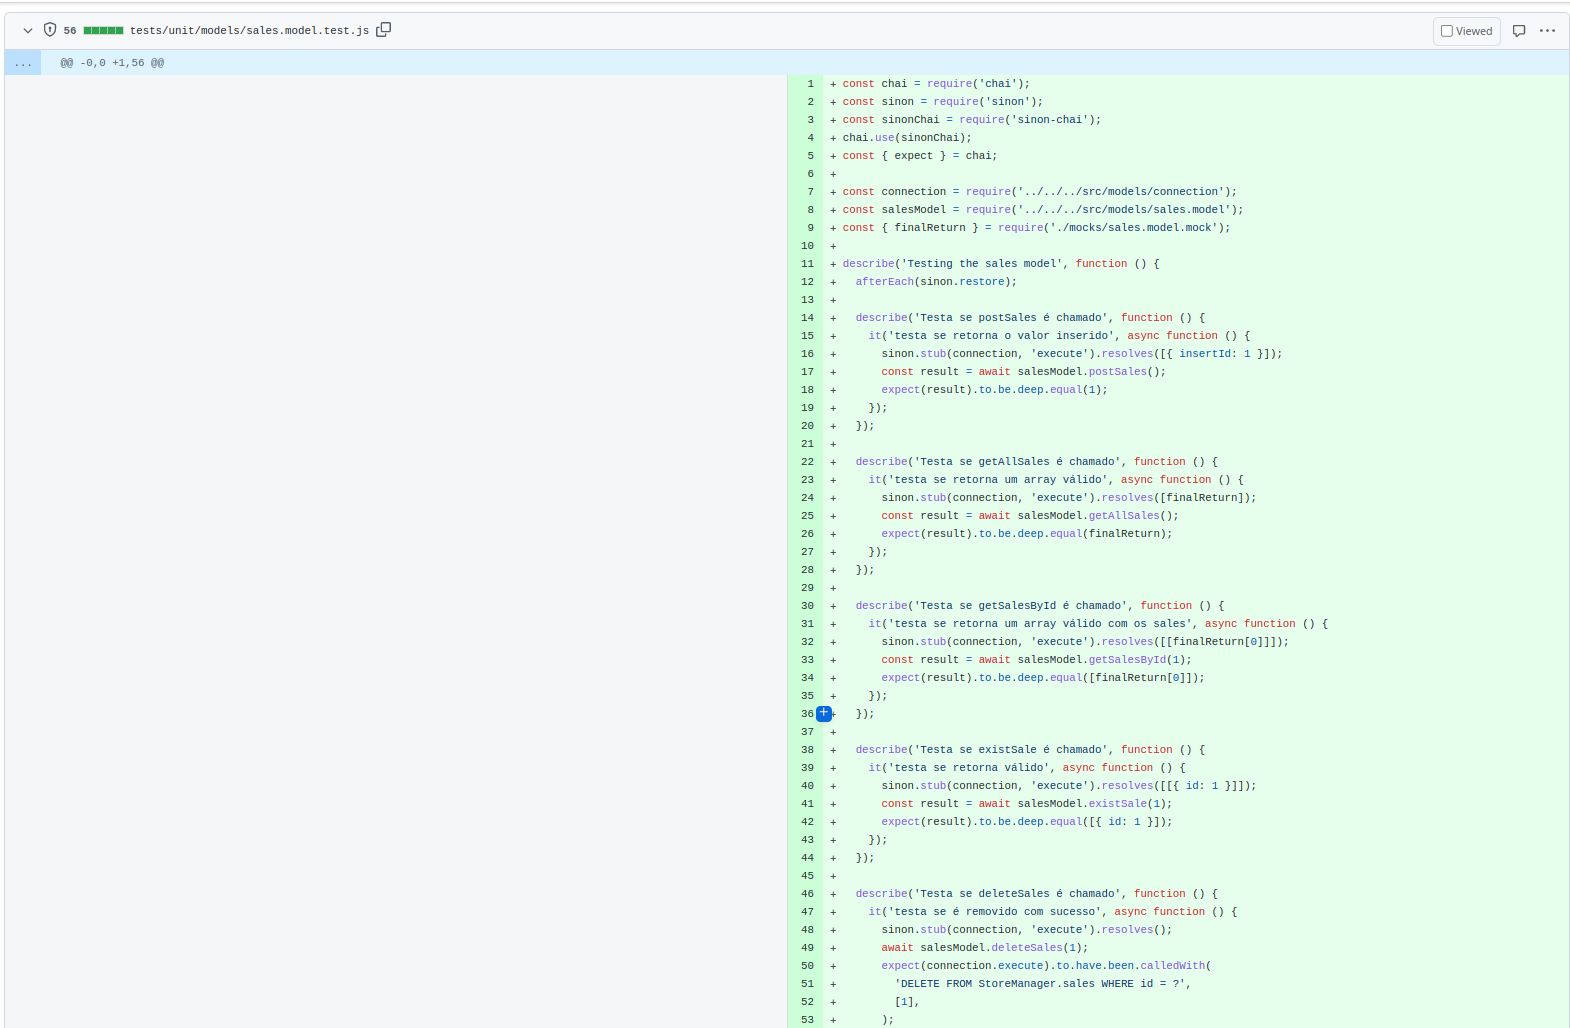 56 tests/unit/models/sales.model.test.js Viewed
... @@ -0,0 +1,56 @@
1 + const chai = require('chai');
2 + const sinon = require('sinon');
3 + const sinonChai = require('sinon-chai');
4 + chai.use(sinonChai);
5 + const { expect } = chai;
6 +
7 + const connection = require('../../../src/models/connection');
8 + const salesModel = require('../../../src/models/sales.model');
9 + const { finalReturn } = require('./mocks/sales.model.mock');
10 +
11 + describe('Testing the sales model', function () {
12 +   afterEach(sinon.restore);
13 +
14 +   describe('Testa se postSales é chamado', function () {
15 +     it('testa se retorna o valor inserido', async function () {
16 +       sinon.stub(connection, 'execute').resolves([{ insertId: 1 }]);
17 +       const result = await salesModel.postSales();
18 +       expect(result).to.be.deep.equal(1);
19 +     });
20 +   });
21 +
22 +   describe('Testa se getAllSales é chamado', function () {
23 +     it('testa se retorna um array válido', async function () {
24 +       sinon.stub(connection, 'execute').resolves([finalReturn]);
25 +       const result = await salesModel.getAllSales();
26 +       expect(result).to.be.deep.equal(finalReturn);
27 +     });
28 +   });
29 +
30 +   describe('Testa se getSalesById é chamado', function () {
31 +     it('testa se retorna um array válido com os sales', async function () {
32 +       sinon.stub(connection, 'execute').resolves([[finalReturn[0]]]);
33 +       const result = await salesModel.getSalesById(1);
34 +       expect(result).to.be.deep.equal([finalReturn[0]]);
35 +     });
36 +   });
37 +
38 +   describe('Testa se existSale é chamado', function () {
39 +     it('testa se retorna válido', async function () {
40 +       sinon.stub(connection, 'execute').resolves([[{ id: 1 }]]);
41 +       const result = await salesModel.existSale(1);
42 +       expect(result).to.be.deep.equal([{ id: 1 }]);
43 +     });
44 +   });
45 +
46 +   describe('Testa se deleteSales é chamado', function () {
47 +     it('testa se é removido com sucesso', async function () {
48 +       sinon.stub(connection, 'execute').resolves();
49 +       await salesModel.deleteSales(1);
50 +       expect(connection.execute).to.have.been.calledWith(
51 +         'DELETE FROM StoreManager.sales WHERE id = ?',
52 +         [1],
53 +       );